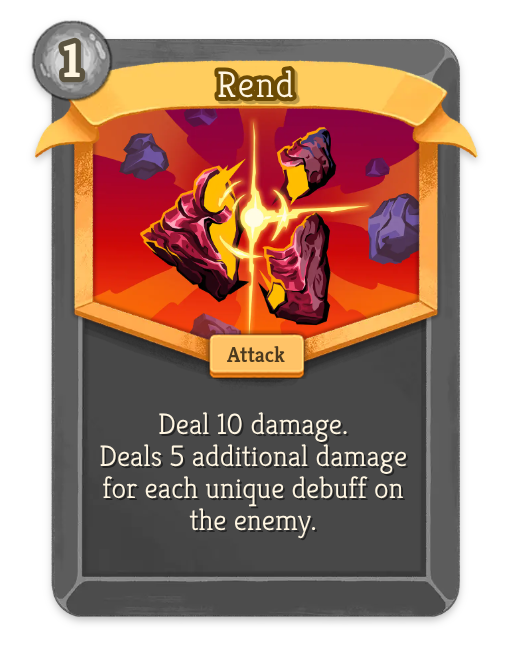 1
Rend
Attack
Deal 10 damage.
Deals 5 additional damage
for each unique debuff on
the enemy.